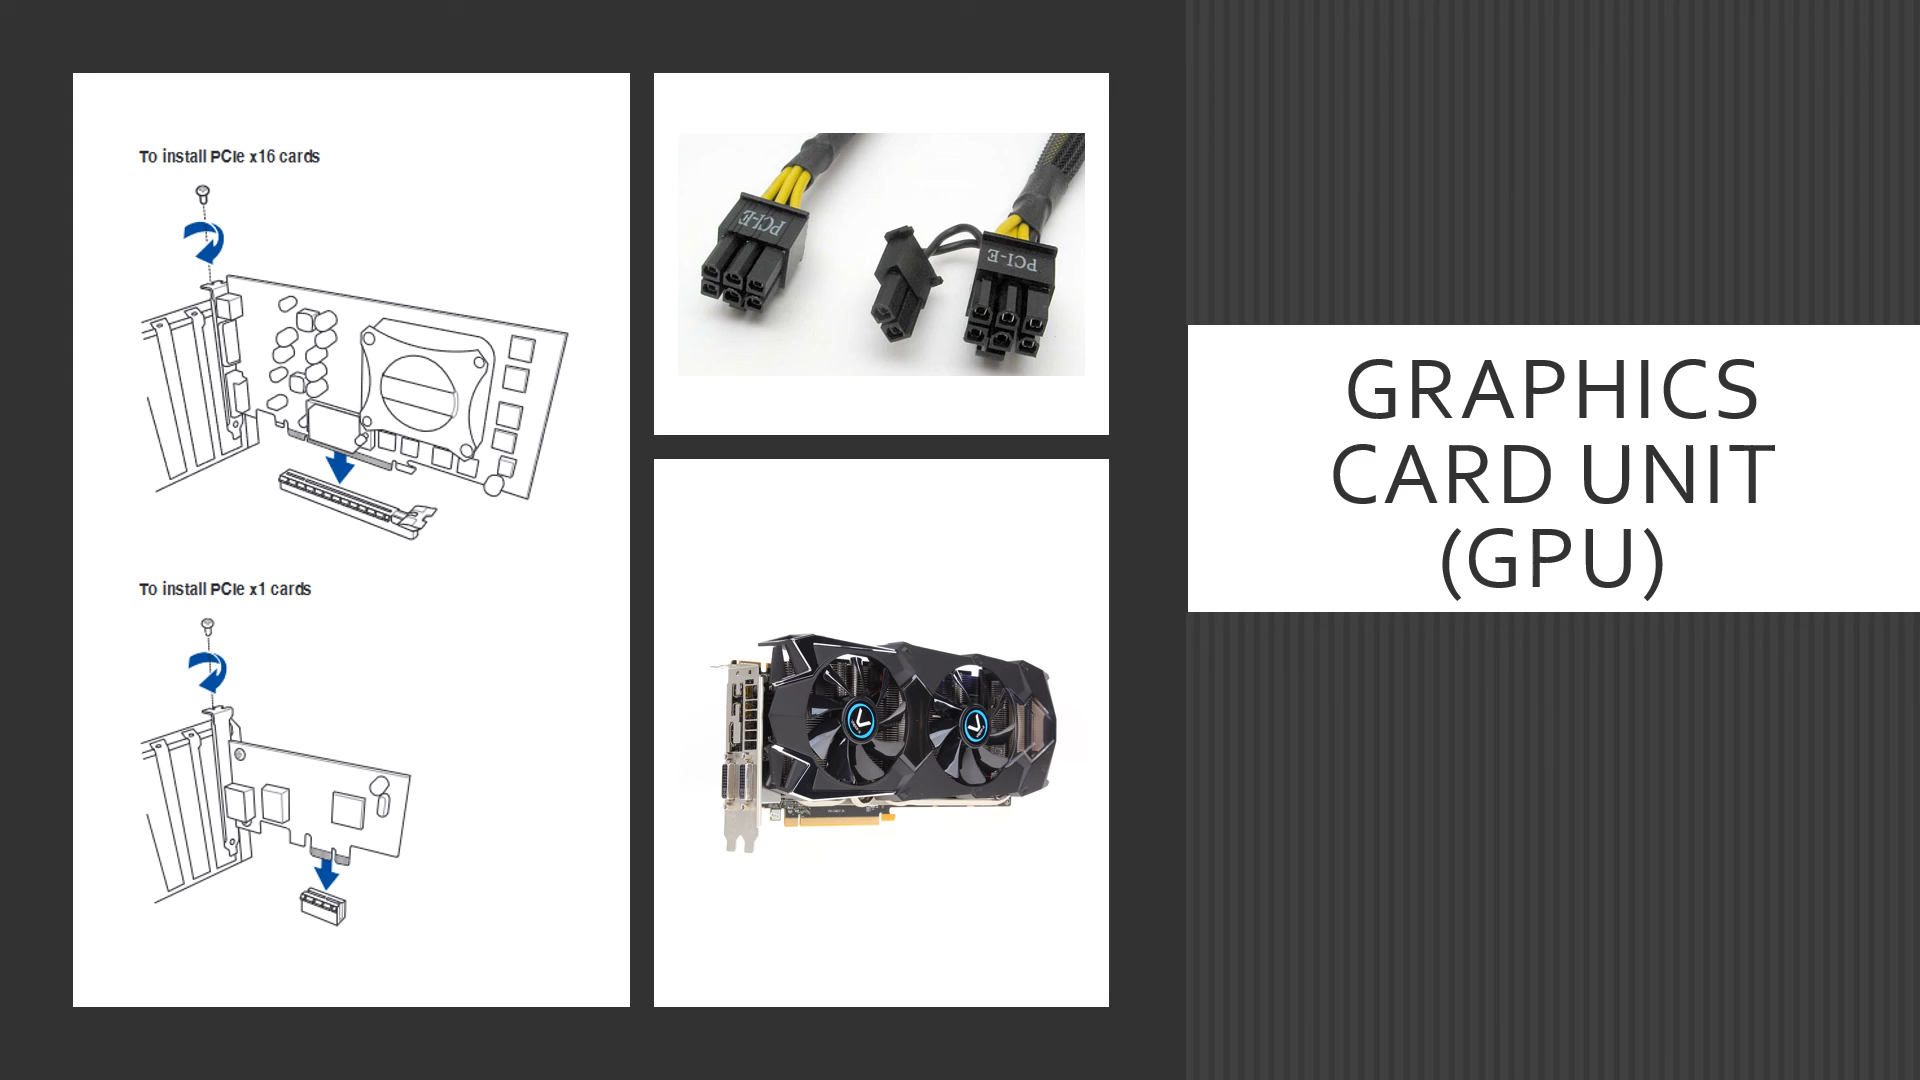 To install PCIe x16 cards
To install PCIe x1 cards
PCI-E
PCI-E
GRAPHICS
CARD UNIT
(GPU)